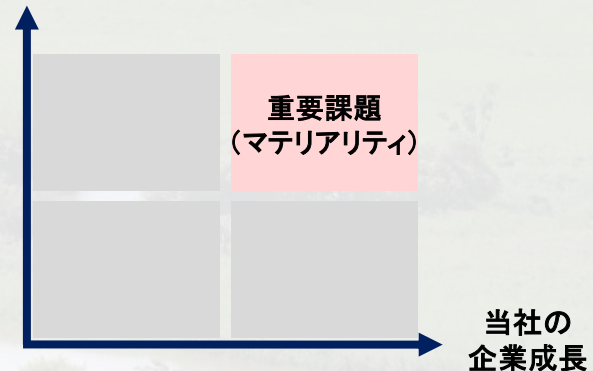 重要課題
（マテリアリティ）
当社の
企業成長